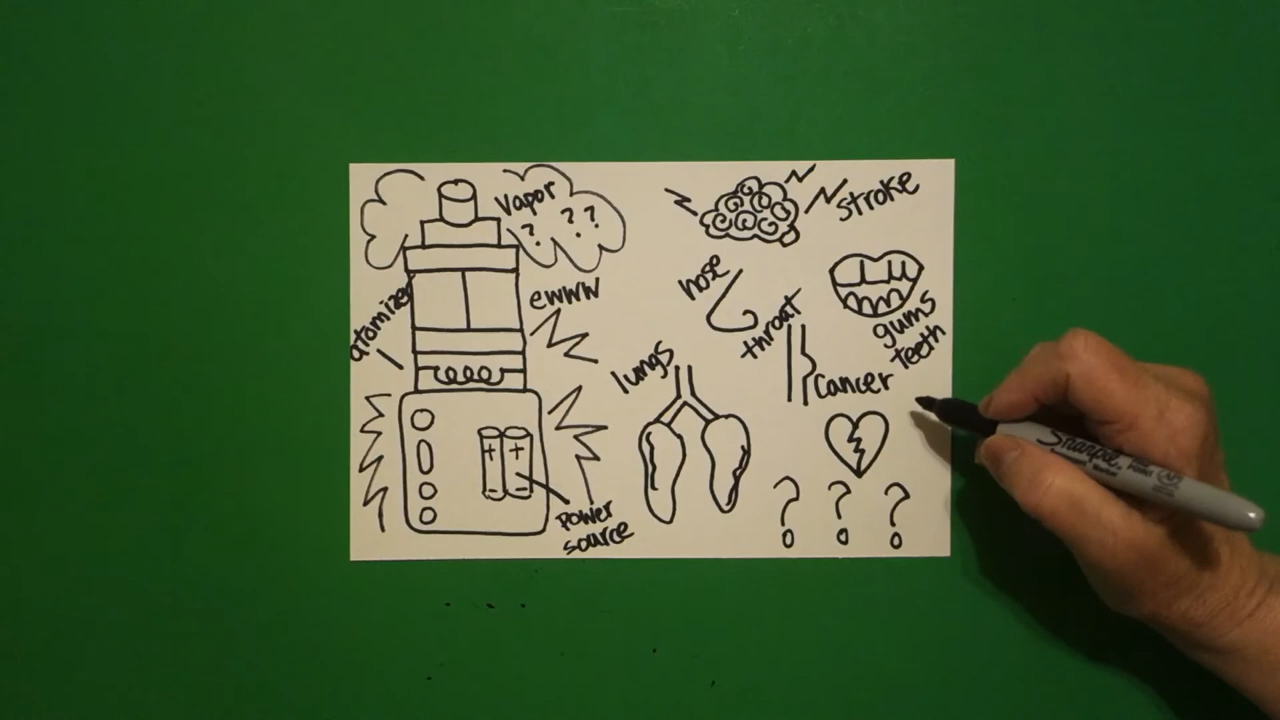 Vapor
? ? ?
atomizer
ewww
+ +
- -
power
source
stroke
nose
throat
gums
teeth
lungs
Cancer
? ? ?
Sharpie